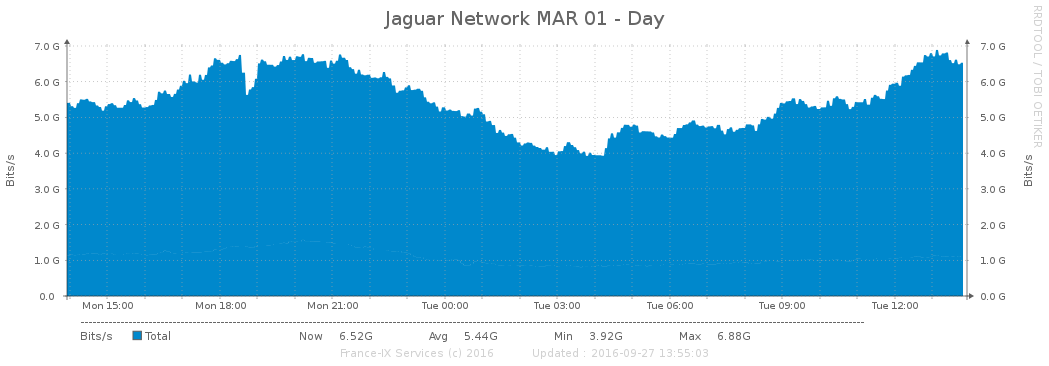 Jaguar Network MAR 01 - Day
RRDTOOL / TOBI OETIKER
Bits/s
7.0 G
6.0 G
5.0 G
4.0 G
3.0 G
2.0 G
1.0 G
0.0
7.0 G
6.0 G
5.0 G
4.0 G
3.0 G
2.0 G
1.0 G
0.0 G
Bits/s
Mon 15:00 Mon 18:00 Mon 21:00 Tue 00:00 Tue 03:00 Tue 06:00 Tue 09:00 Tue 12:00
Bits/s Total Now 6.52G Avg 5.44G Min 3.92G Max 6.88G
France-IX Services (c) 2016 Updated : 2016-09-27 13:55:03